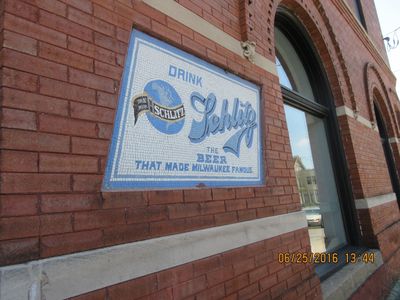 DRINK
SCHLITZ
Schlitz
THE
BEER
THAT MADE MILWAUKEE FAMOUS.
06/25/2016 13:44